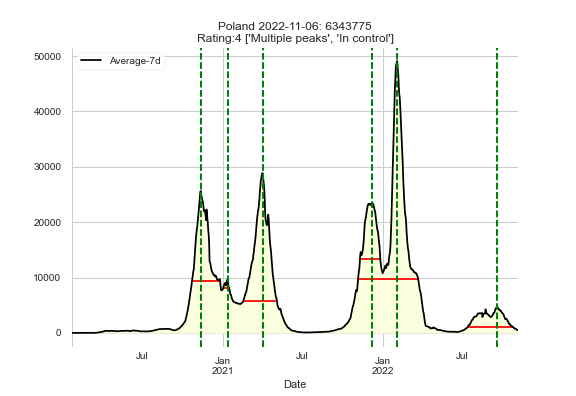 Poland 2022-11-06: 6343775
Rating:4 ['Multiple peaks', 'In control']
Average-7d
50000
40000
30000
20000
10000
0
Jul
Jan
2021
Jul
Jan
2022
Jul
Date